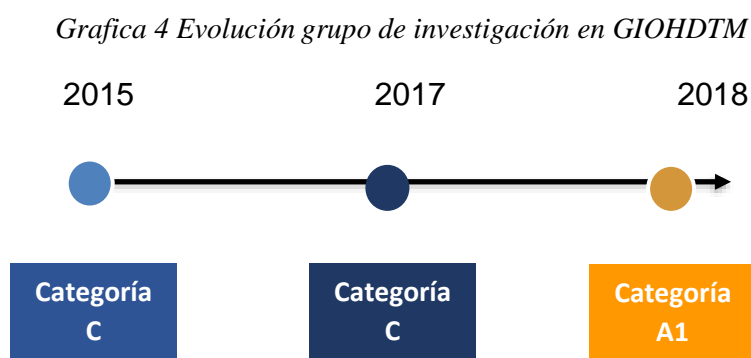 Grafica 4 Evolución grupo de investigación en GIOHDTM
2015 2017 2018
Categoría Categoría Categoría
C C A1